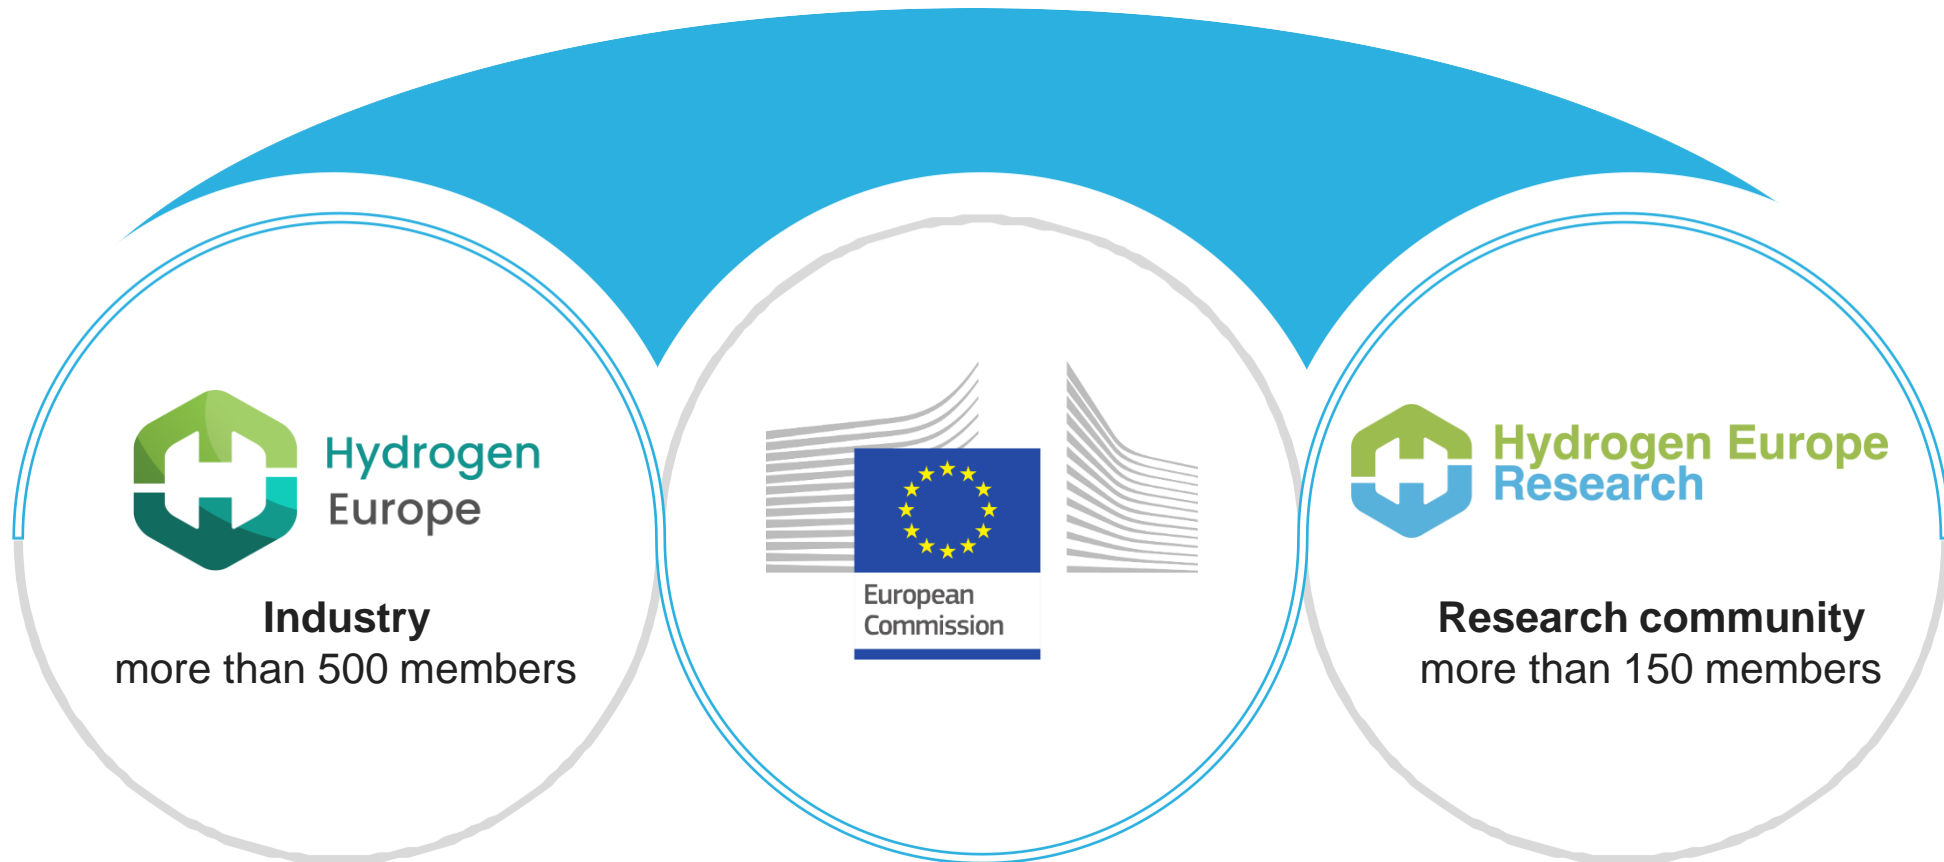 Hydrogen
Europe
Industry
more than 500 members
European
Commission
Hydrogen Europe
Research
Research community
more than 150 members